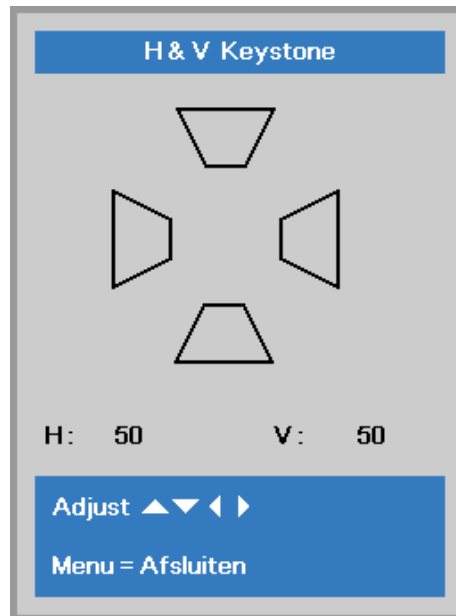 H & V Keystone
H: 50 V: 50
Adjust ▲▼◀▶
Menu = Afsluiten